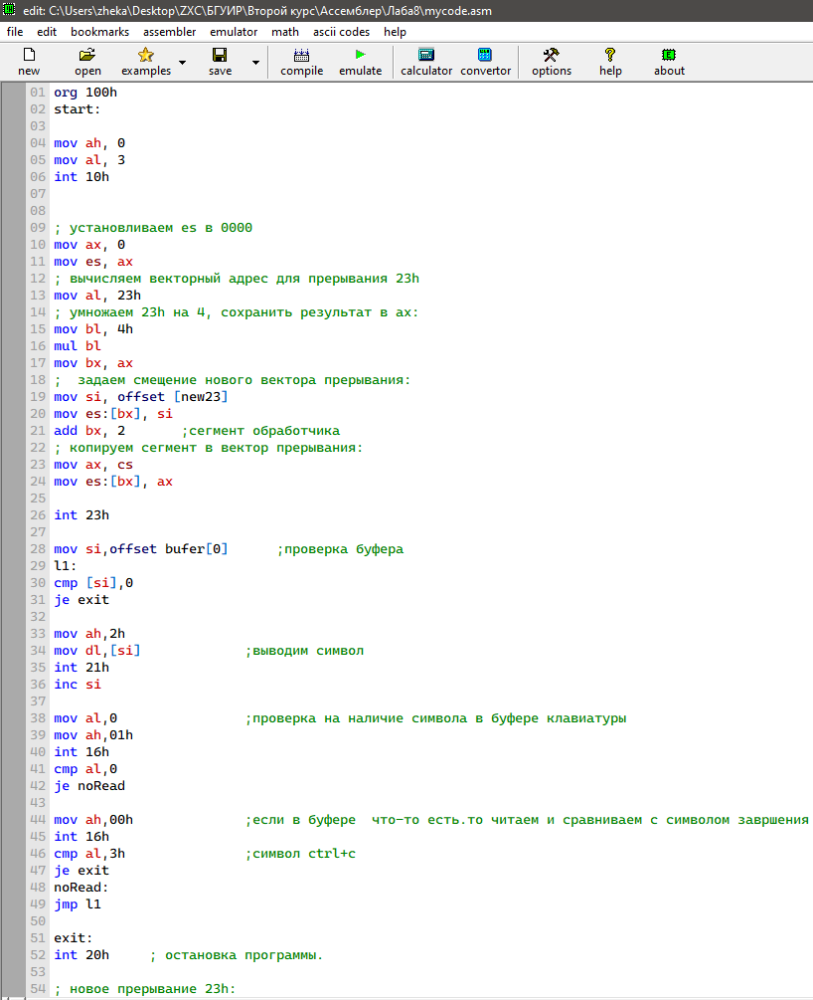 edit: C:\Users\zheka\Desktop\ZXC\БГУИР\Второй курс\Ассемблер\Лаба8\mycode.asm
file edit bookmarks assembler emulator math ascii codes help
new open examples save compile emulate calculator convertor options help about
01 org 100h
02 start:
03
04 mov ah, 0
05 mov al, 3
06 int 10h
07
08
09 ; установливаем es в 0000
10 mov ax, 0
11 mov es, ax
12 ; вычисляем векторный адрес для прерывания 23h
13 mov al, 23h
14 ; умножаем 23h на 4, сохранить результат в ax:
15 mov bl, 4h
16 mul bl
17 mov bx, ax
18 ;  задаем смещение нового вектора прерывания:
19 mov si, offset [new23]
20 mov es:[bx], si
21 add bx, 2       ;сегмент обработчика
22 ; копируем сегмент в вектор прерывания:
23 mov ax, cs
24 mov es:[bx], ax
25
26 int 23h
27
28 mov si,offset bufer[0]      ;проверка буфера
29 l1:
30 cmp [si],0
31 je exit
32
33 mov ah,2h
34 mov dl,[si]             ;выводим символ
35 int 21h
36 inc si
37
38 mov al,0                ;проверка на наличие символа в буфере клавиатуры
39 mov ah,01h
40 int 16h
41 cmp al,0
42 je noRead
43
44 mov ah,00h              ;если в буфере  что-то есть.то читаем и сравниваем с символом завршения
45 int 16h
46 cmp al,3h               ;символ ctrl+c
47 je exit
48 noRead:
49 jmp l1
50
51 exit:
52 int 20h     ; остановка программы.
53
54 ; новое прерывание 23h: